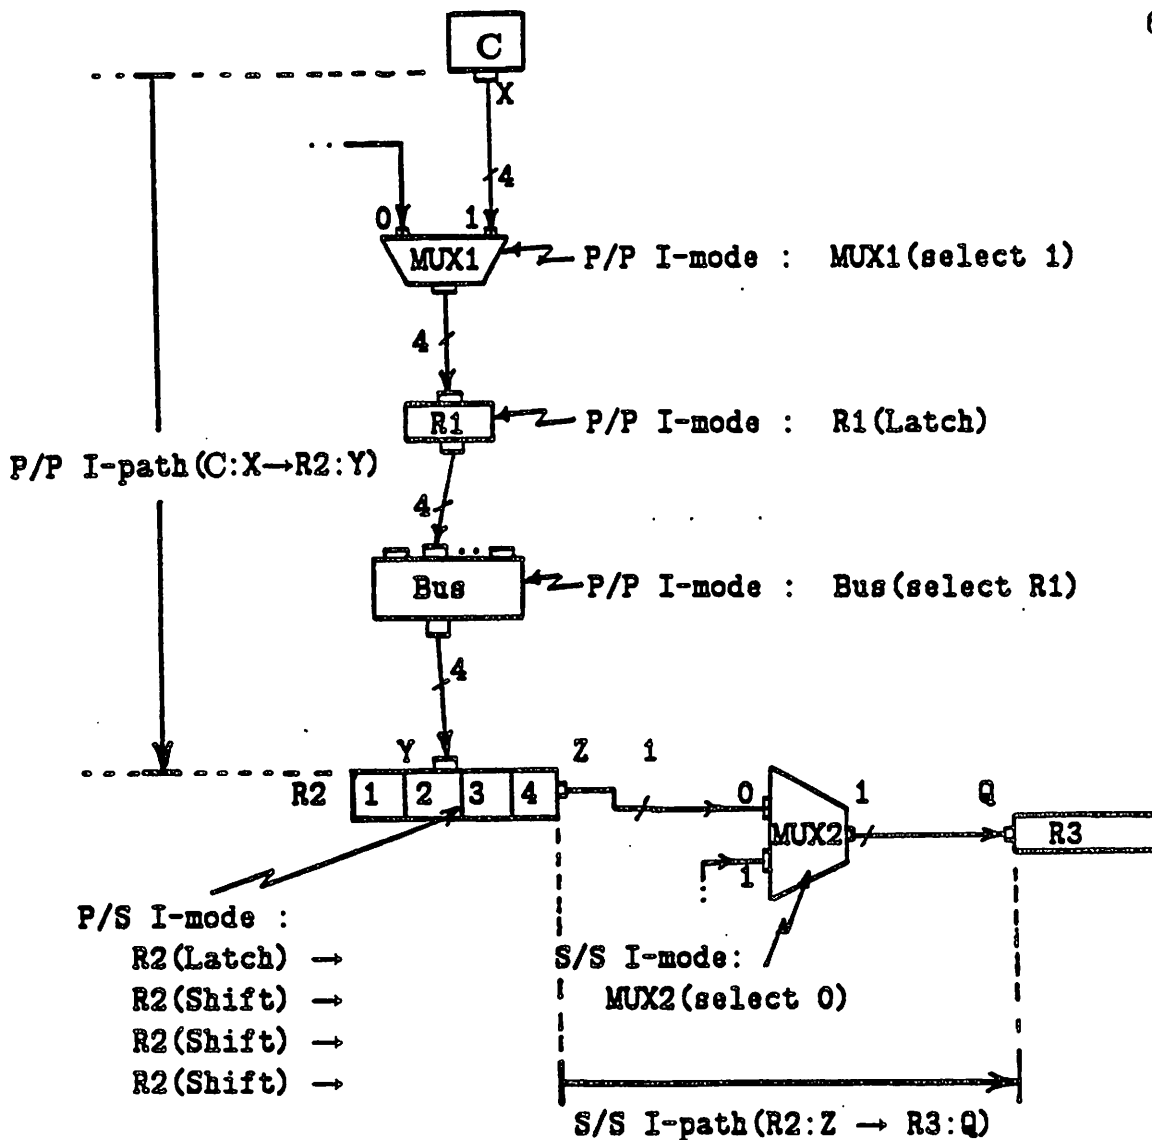 6
C
X
4
0 1
MUX1
P/P I-mode : MUX1(select 1)
4
R1
P/P I-mode : R1(Latch)
P/P I-path(C:X→R2:Y)
4
Bus
P/P I-mode : Bus(select R1)
4
Y Z 1
R2 1 2 3 4
0 1 Q
MUX2
R3
1
P/S I-mode :
R2(Latch) →
R2(Shift) →
R2(Shift) →
R2(Shift) →
S/S I-mode:
MUX2(select 0)
S/S I-path(R2:Z → R3:Q)